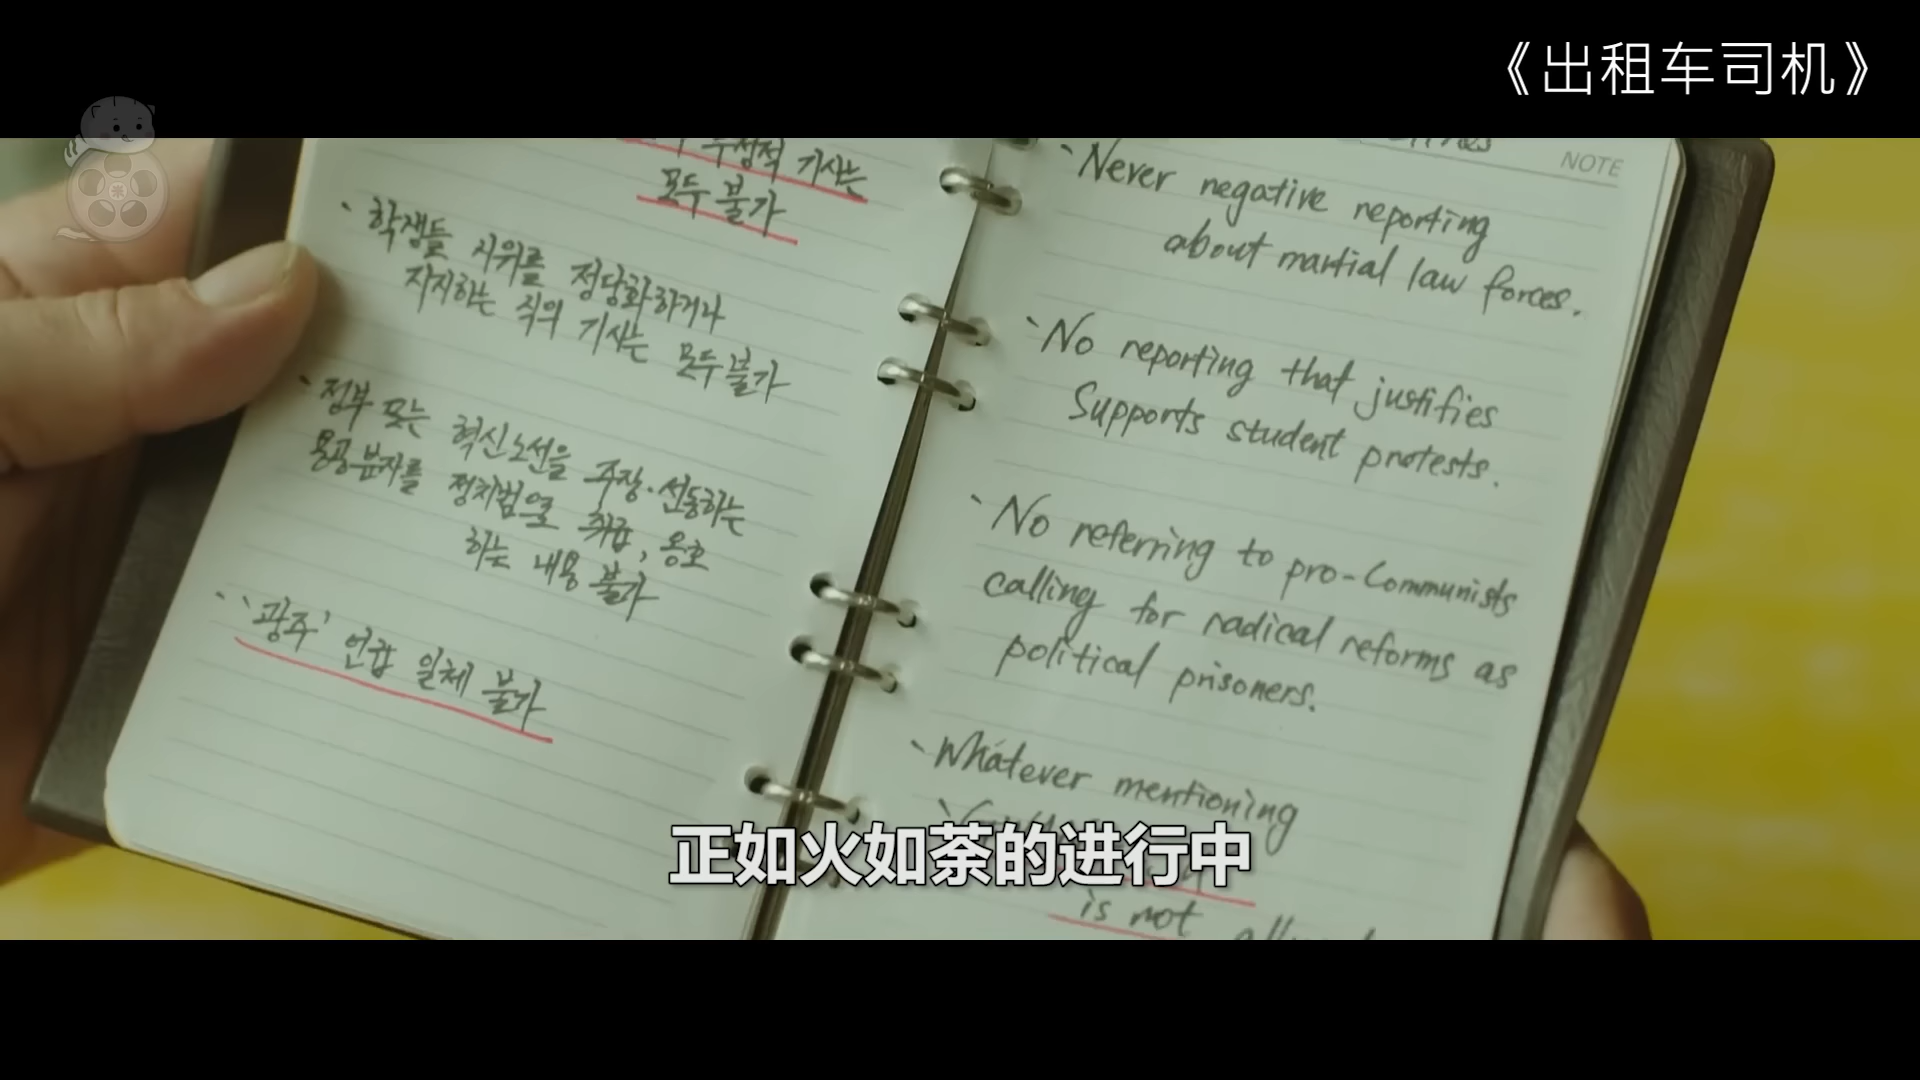 《出租车司机》
부정적 기사는
모두 불가
` 학생들 시위를 정당화하거나
지지하는 식의 기사는 모두 불가
` 정부 또는 혁신노선을 주장·선동하는
용공분자를 정치범으로 취급, 옹호
하는 내용 불가
` '광주' 언급 일체 불가
NOTE
` Never negative reporting
about martial law forces.
` No reporting that justifies
Supports student protests.
` No referring to pro-Communists
calling for radical reforms as
political prisoners.
` Whatever mentioning
is not
正如火如荼的进行中